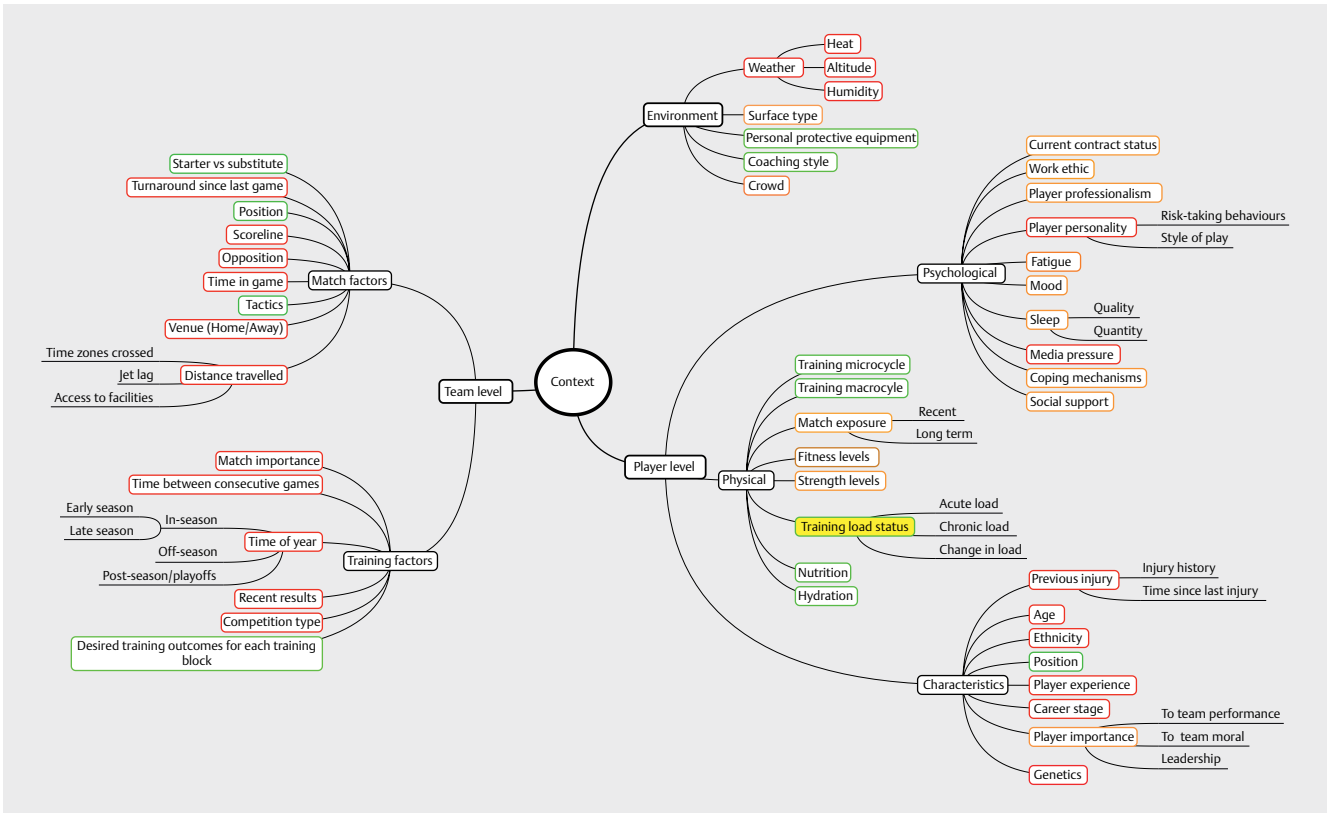 Context
Environment
Weather
Heat
Altitude
Humidity
Surface type
Personal protective equipment
Coaching style
Crowd
Team level
Match factors
Starter vs substitute
Turnaround since last game
Position
Scoreline
Opposition
Time in game
Tactics
Venue (Home/Away)
Distance travelled
Time zones crossed
Jet lag
Access to facilities
Training factors
Match importance
Time between consecutive games
Time of year
In-season
Early season
Late season
Off-season
Post-season/playoffs
Recent results
Competition type
Desired training outcomes for each training
block
Player level
Psychological
Current contract status
Work ethic
Player professionalism
Player personality
Risk-taking behaviours
Style of play
Fatigue
Mood
Sleep
Quality
Quantity
Media pressure
Coping mechanisms
Social support
Physical
Training microcycle
Training macrocyle
Match exposure
Recent
Long term
Fitness levels
Strength levels
Training load status
Acute load
Chronic load
Change in load
Nutrition
Hydration
Characteristics
Previous injury
Injury history
Time since last injury
Age
Ethnicity
Position
Player experience
Career stage
Player importance
To team performance
To team moral
Leadership
Genetics